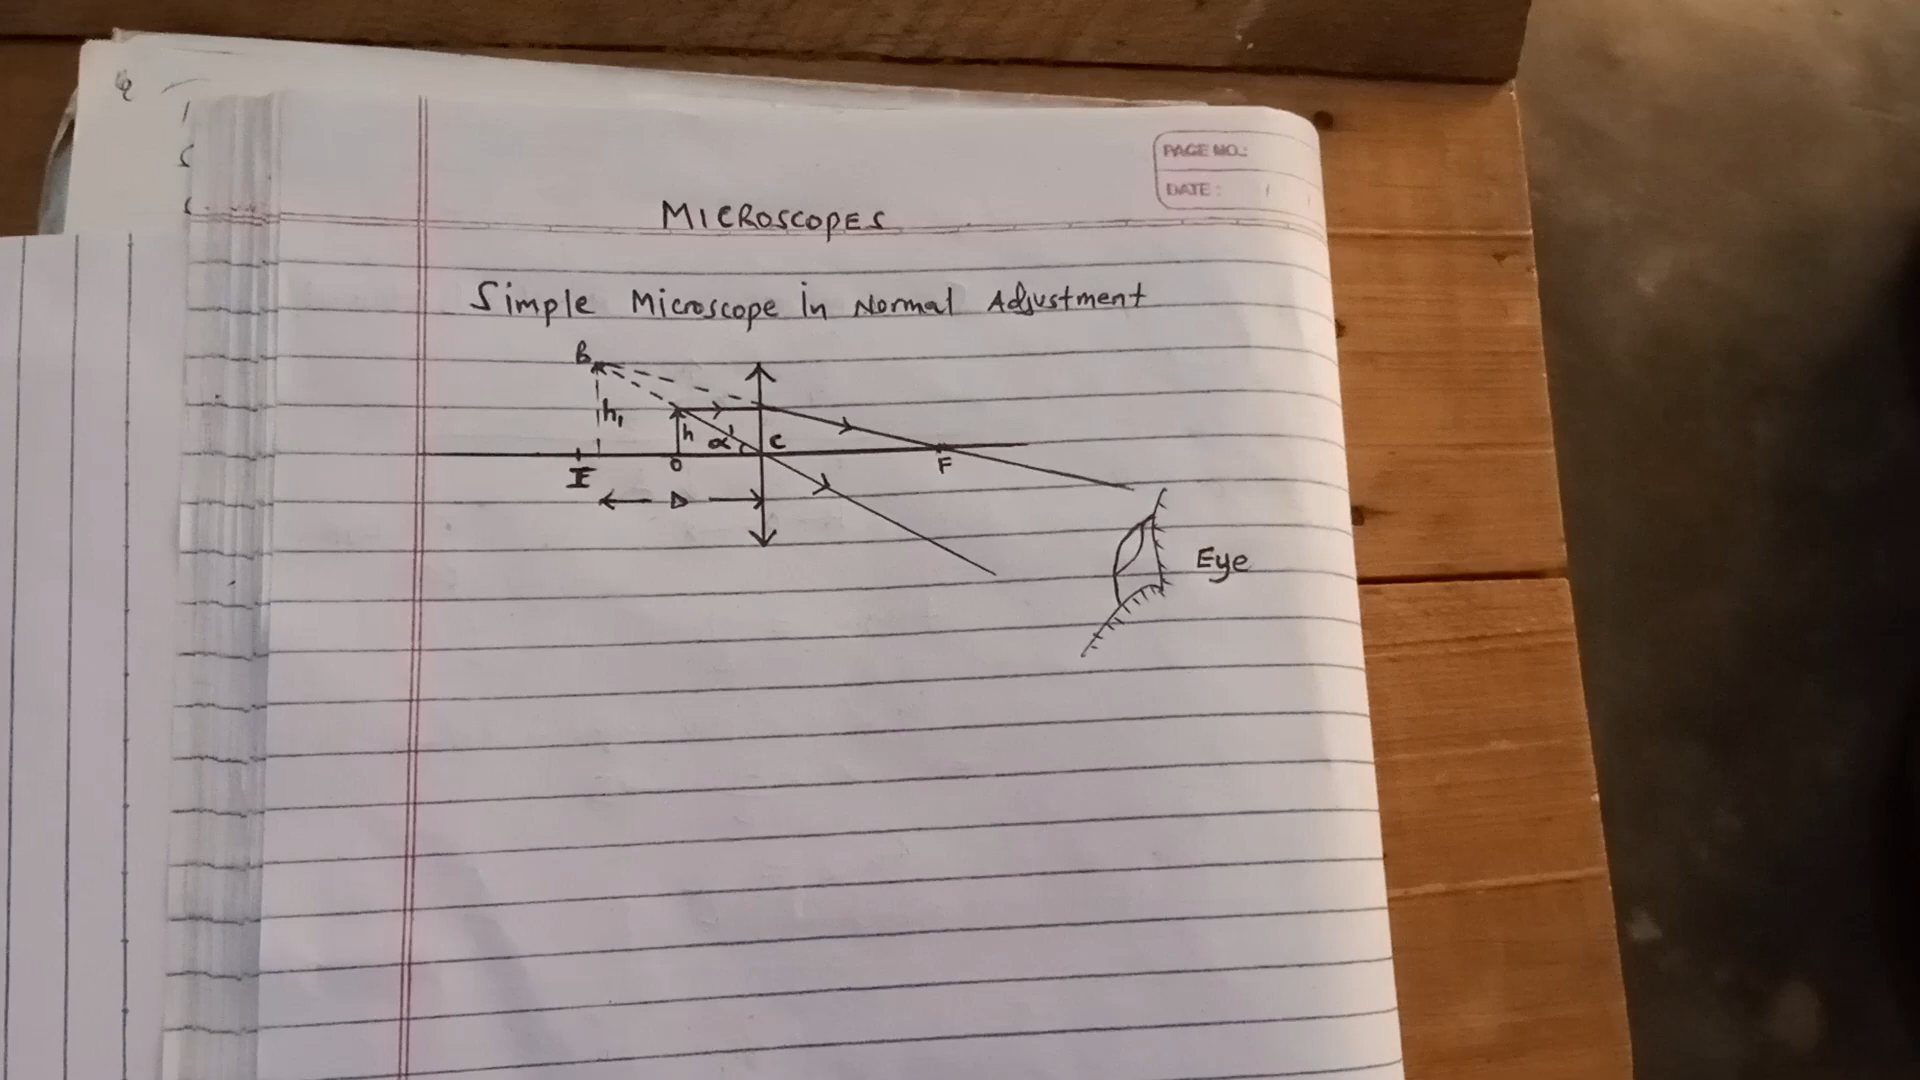 PAGE NO.:
DATE: / /
MICROSCOPES
Simple Microscope in Normal Adjustment
B
h₁
h α' C
I O F
D
Eye